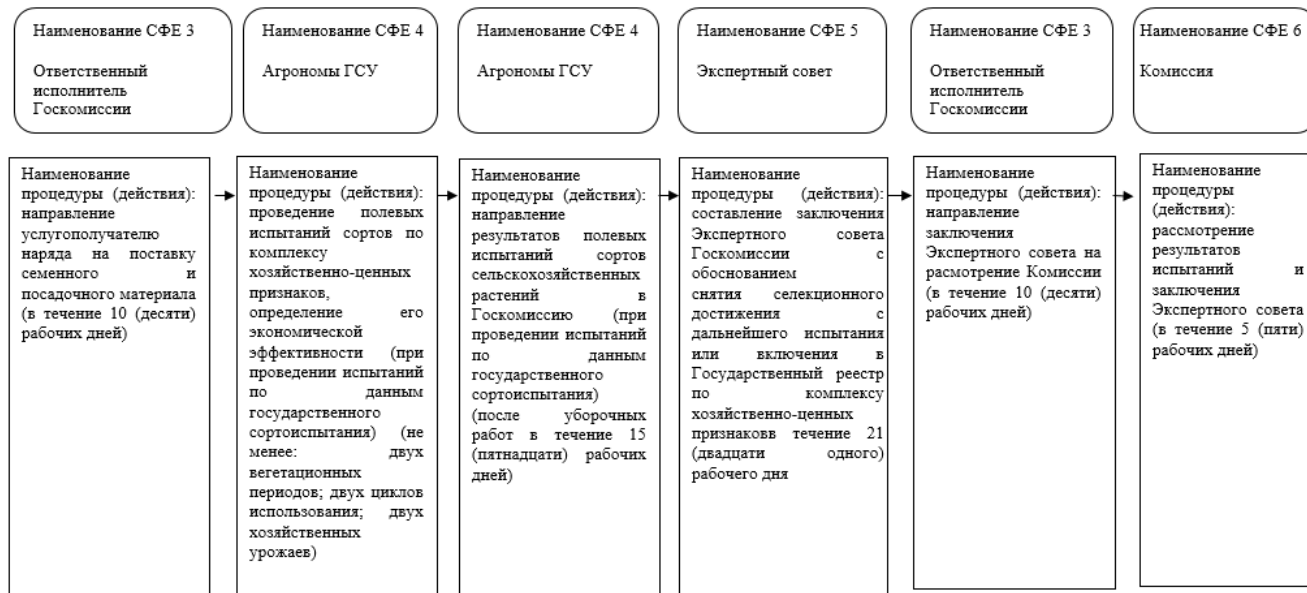 Наименование СФЕ 3
Ответственный
исполнитель
Госкомиссии
Наименование СФЕ 4
Агрономы ГСУ
Наименование СФЕ 4
Агрономы ГСУ
Наименование СФЕ 5
Экспертный совет
Наименование СФЕ 3
Ответственный
исполнитель
Госкомиссии
Наименование СФЕ 6
Комиссия
Наименование
процедуры (действия):
направление
услугополучателю
наряда на поставку
семенного и
посадочного материала
(в течение 10 (десяти)
рабочих дней)
Наименование
процедуры (действия):
проведение полевых
испытаний сортов по
комплексу
хозяйственно-ценных
признаков,
определение его
экономической
эффективности (при
проведении испытаний
по данным
государственного
сортоиспытания) (не
менее: двух
вегетационных
периодов; двух циклов
использования; двух
хозяйственных
урожаев)
Наименование
процедуры (действия):
направление
результатов полевых
испытаний сортов
сельскохозяйственных
растений в
Госкомиссию (при
проведении испытаний
по данным
государственного
сортоиспытания)
(после уборочных
работ в течение 15
(пятнадцати) рабочих
дней)
Наименование
процедуры (действия):
составление заключения
Экспертного совета
Госкомиссии с
обоснованием
снятия селекционного
достижения с
дальнейшего испытания
или включения в
Государственный реестр
по комплексу
хозяйственно-ценных
признаковв течение 21
(двадцати одного)
рабочего дня
Наименование
процедуры (действия):
направление
заключения
Экспертного совета на
расмотрение Комиссии
(в течение 10 (десяти)
рабочих дней)
Наименование
процедуры
(действия):
рассмотрение
результатов
испытаний и
заключения
Экспертного совета
(в течение 5 (пяти)
рабочих дней)